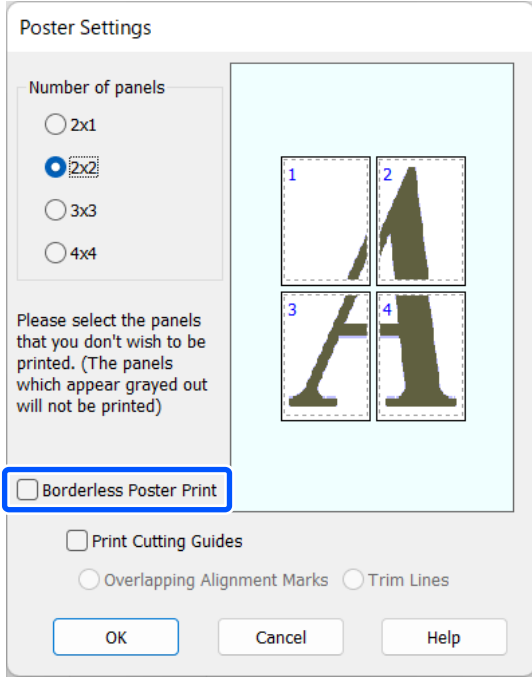 Poster Settings
Number of panels
2x1
2x2
3x3
4x4
1
2
3
4
Please select the panels
that you don't wish to be
printed. (The panels
which appear grayed out
will not be printed)
Borderless Poster Print
Print Cutting Guides
Overlapping Alignment Marks Trim Lines
OK Cancel Help